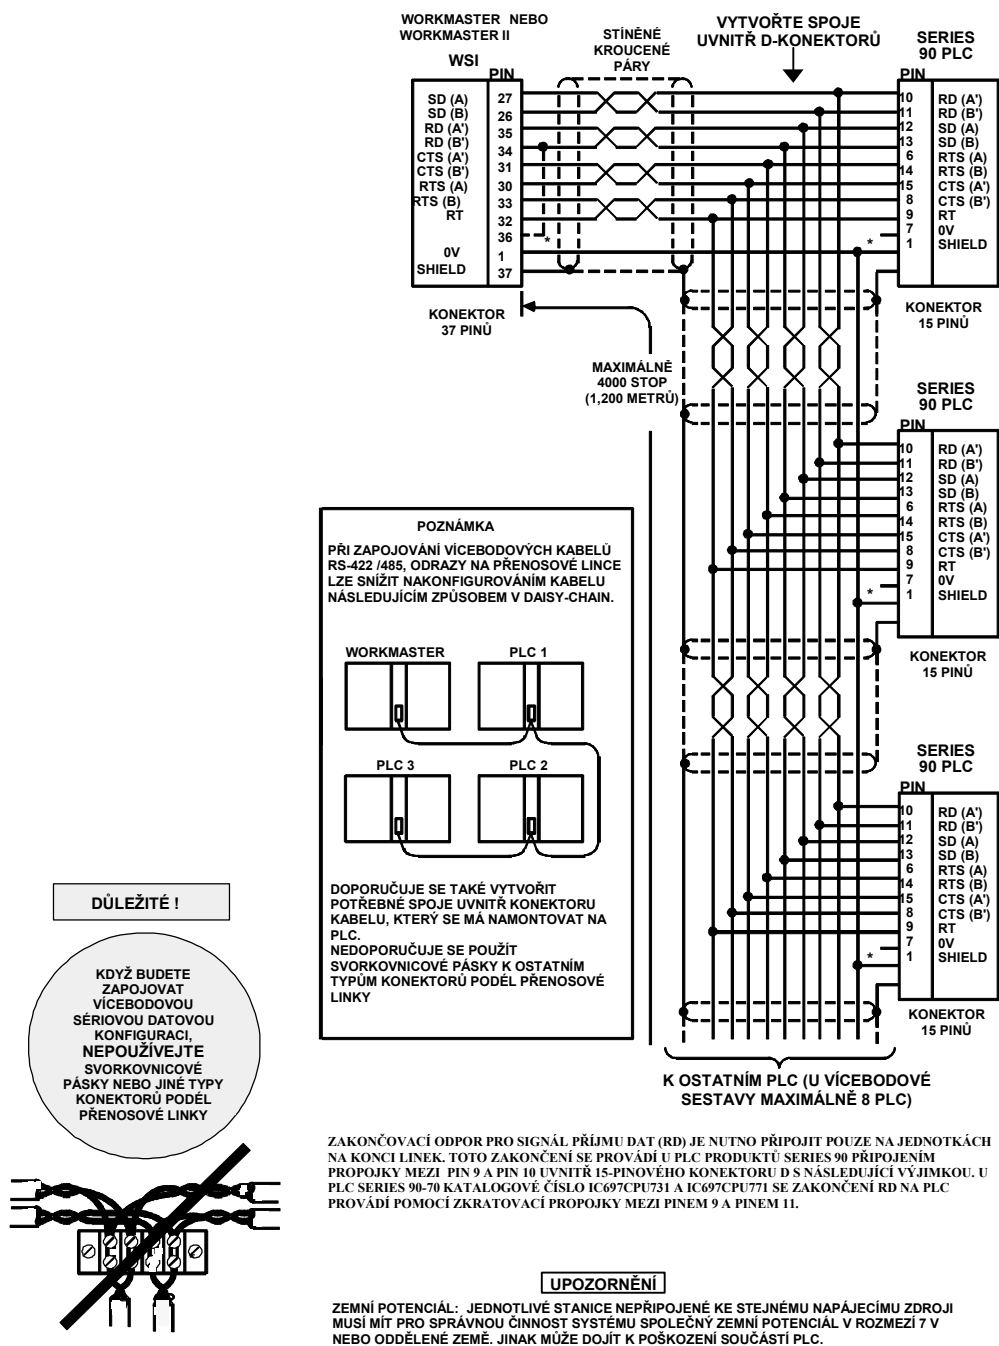 WORKMASTER NEBO
WORKMASTER II
WSI
PIN
STÍNĚNÉ
KROUCENÉ
PÁRY
VYTVOŘTE SPOJE
UVNITŘ D-KONEKTORŮ
SERIES
90 PLC
PIN
SD (A) 27
SD (B) 26
RD (A') 35
RD (B') 34
CTS (A') 31
CTS (B') 30
RTS (A) 33
RTS (B) 32
RT 36
0V 1
SHIELD 37
*
KONEKTOR
37 PINŮ
10 RD (A')
11 RD (B')
12 SD (A)
13 SD (B)
6 RTS (A)
14 RTS (B)
15 CTS (A')
8 CTS (B')
9 RT
7 0V
* 1 SHIELD
KONEKTOR
15 PINŮ
MAXIMÁLNĚ
4000 STOP
(1,200 METRŮ)
SERIES
90 PLC
PIN
10 RD (A')
11 RD (B')
12 SD (A)
13 SD (B)
6 RTS (A)
14 RTS (B)
15 CTS (A')
8 CTS (B')
9 RT
7 0V
* 1 SHIELD
KONEKTOR
15 PINŮ
POZNÁMKA
PŘI ZAPOJOVÁNÍ VÍCEBODOVÝCH KABELŮ
RS-422 /485, ODRAZY NA PŘENOSOVÉ LINCE
LZE SNÍŽIT NAKONFIGUROVÁNÍM KABELU
NÁSLEDUJÍCÍM ZPŮSOBEM V DAISY-CHAIN.
WORKMASTER PLC 1
PLC 3 PLC 2
DOPORUČUJE SE TAKÉ VYTVOŘIT
POTŘEBNÉ SPOJE UVNITŘ KONEKTORU
KABELU, KTERÝ SE MÁ NAMONTOVAT NA
PLC.
NEDOPORUČUJE SE POUŽÍT
SVORKOVNICOVÉ PÁSKY K OSTATNÍM
TYPŮM KONEKTORŮ PODÉL PŘENOSOVÉ
LINKY
SERIES
90 PLC
PIN
10 RD (A')
11 RD (B')
12 SD (A)
13 SD (B)
6 RTS (A)
14 RTS (B)
15 CTS (A')
8 CTS (B')
9 RT
7 0V
* 1 SHIELD
KONEKTOR
15 PINŮ
DŮLEŽITÉ !
KDYŽ BUDETE
ZAPOJOVAT
VÍCEBODOVOU
SÉRIOVOU DATOVOU
KONFIGURACI,
NEPOUŽÍVEJTE
SVORKOVNICOVÉ
PÁSKY NEBO JINÉ TYPY
KONEKTORŮ PODÉL
PŘENOSOVÉ LINKY
K OSTATNÍM PLC (U VÍCEBODOVÉ
SESTAVY MAXIMÁLNĚ 8 PLC)
ZAKONČOVACÍ ODPOR PRO SIGNÁL PŘÍJMU DAT (RD) JE NUTNO PŘIPOJIT POUZE NA JEDNOTKÁCH
NA KONCI LINEK. TOTO ZAKONČENÍ SE PROVÁDÍ U PLC PRODUKTŮ SERIES 90 PŘIPOJENÍM
PROPOJKY MEZI PIN 9 A PIN 10 UVNITŘ 15-PINOVÉHO KONEKTORU D S NÁSLEDUJÍCÍ VÝJIMKOU. U
PLC SERIES 90-70 KATALOGOVÉ ČÍSLO IC697CPU731 A IC697CPU771 SE ZAKONČENÍ RD NA PLC
PROVÁDÍ POMOCÍ ZKRATOVACÍ PROPOJKY MEZI PINEM 9 A PINEM 11.
UPOZORNĚNÍ
ZEMNÍ POTENCIÁL: JEDNOTLIVÉ STANICE NEPŘIPOJENÉ KE STEJNÉMU NAPÁJECÍMU ZDROJI
MUSÍ MÍT PRO SPRÁVNOU ČINNOST SYSTÉMU SPOLEČNÝ ZEMNÍ POTENCIÁL V ROZMEZÍ 7 V
NEBO ODDĚLENÉ ZEMĚ. JINAK MŮŽE DOJÍT K POŠKOZENÍ SOUČÁSTÍ PLC.